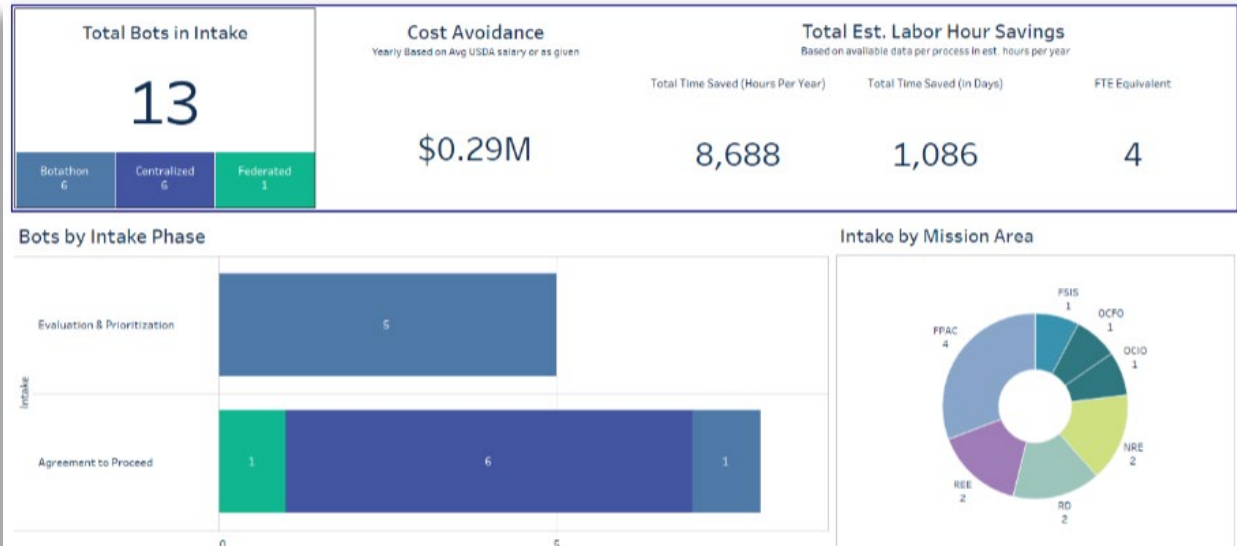 Total Bots in Intake
13
Botathon
6
Centralized
6
Federated
1
Cost Avoidance
Yearly Based on Avg USDA salary or as given
$0.29M
Total Est. Labor Hour Savings
Based on available data per process in est. hours per year
Total Time Saved (Hours Per Year)
8,688
Total Time Saved (in Days)
1,086
FTE Equivalent
4
Bots by Intake Phase
Intake
Evaluation & Prioritization
5
Agreement to Proceed
1
6
1
0
5
Intake by Mission Area
FSIS
1
OCFO
1
OCIO
1
NRE
2
RD
2
REE
2
FPAC
4